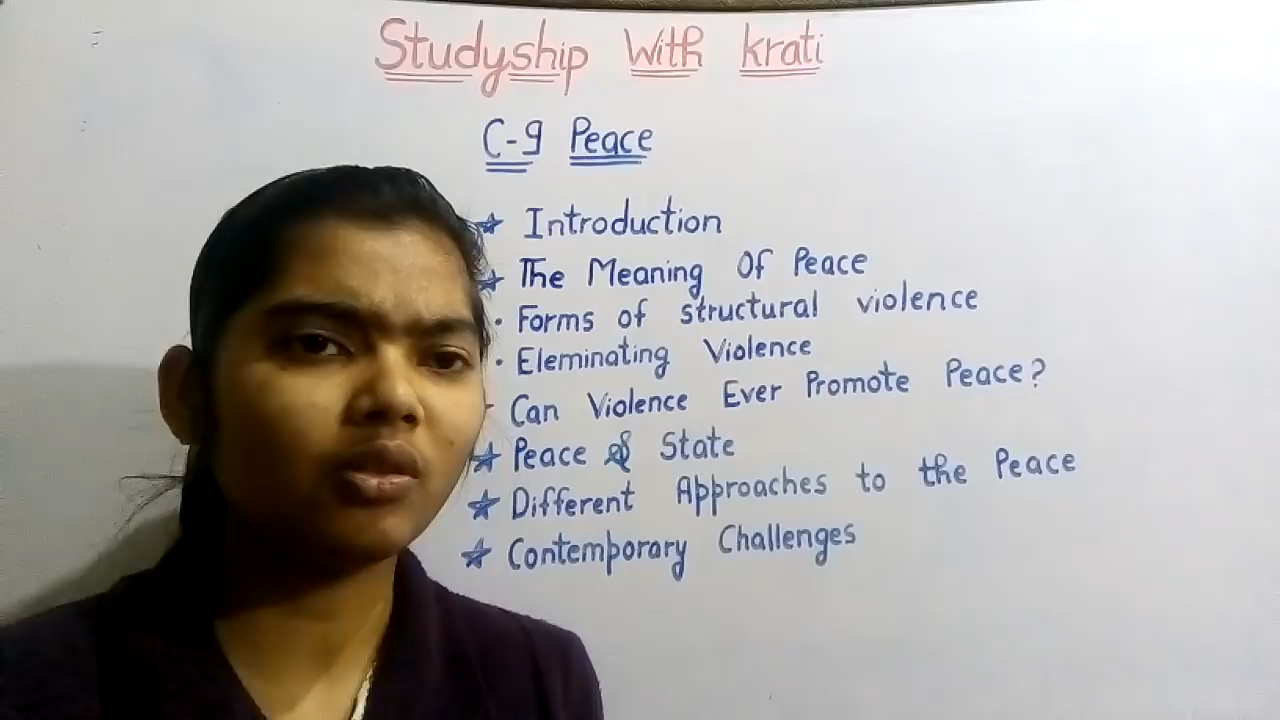 Studyship With Krati
C-9 Peace
★ Introduction
★ The Meaning Of Peace
• Forms of structural violence
• Eleminating Violence
Can Violence Ever Promote Peace?
★ Peace & State
★ Different Approaches to the Peace
★ Contemporary Challenges